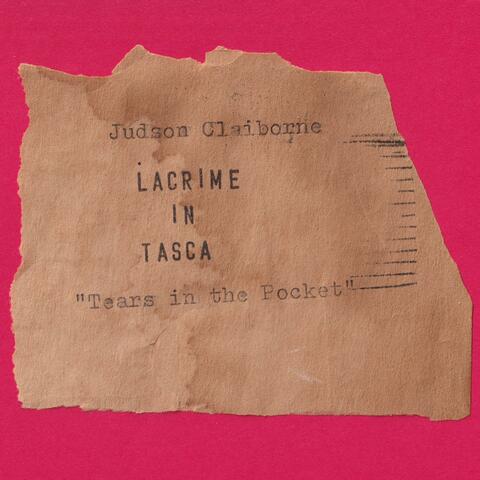 Judson Claiborne
LACRIME
IN
TASCA
"Tears in the Pocket"